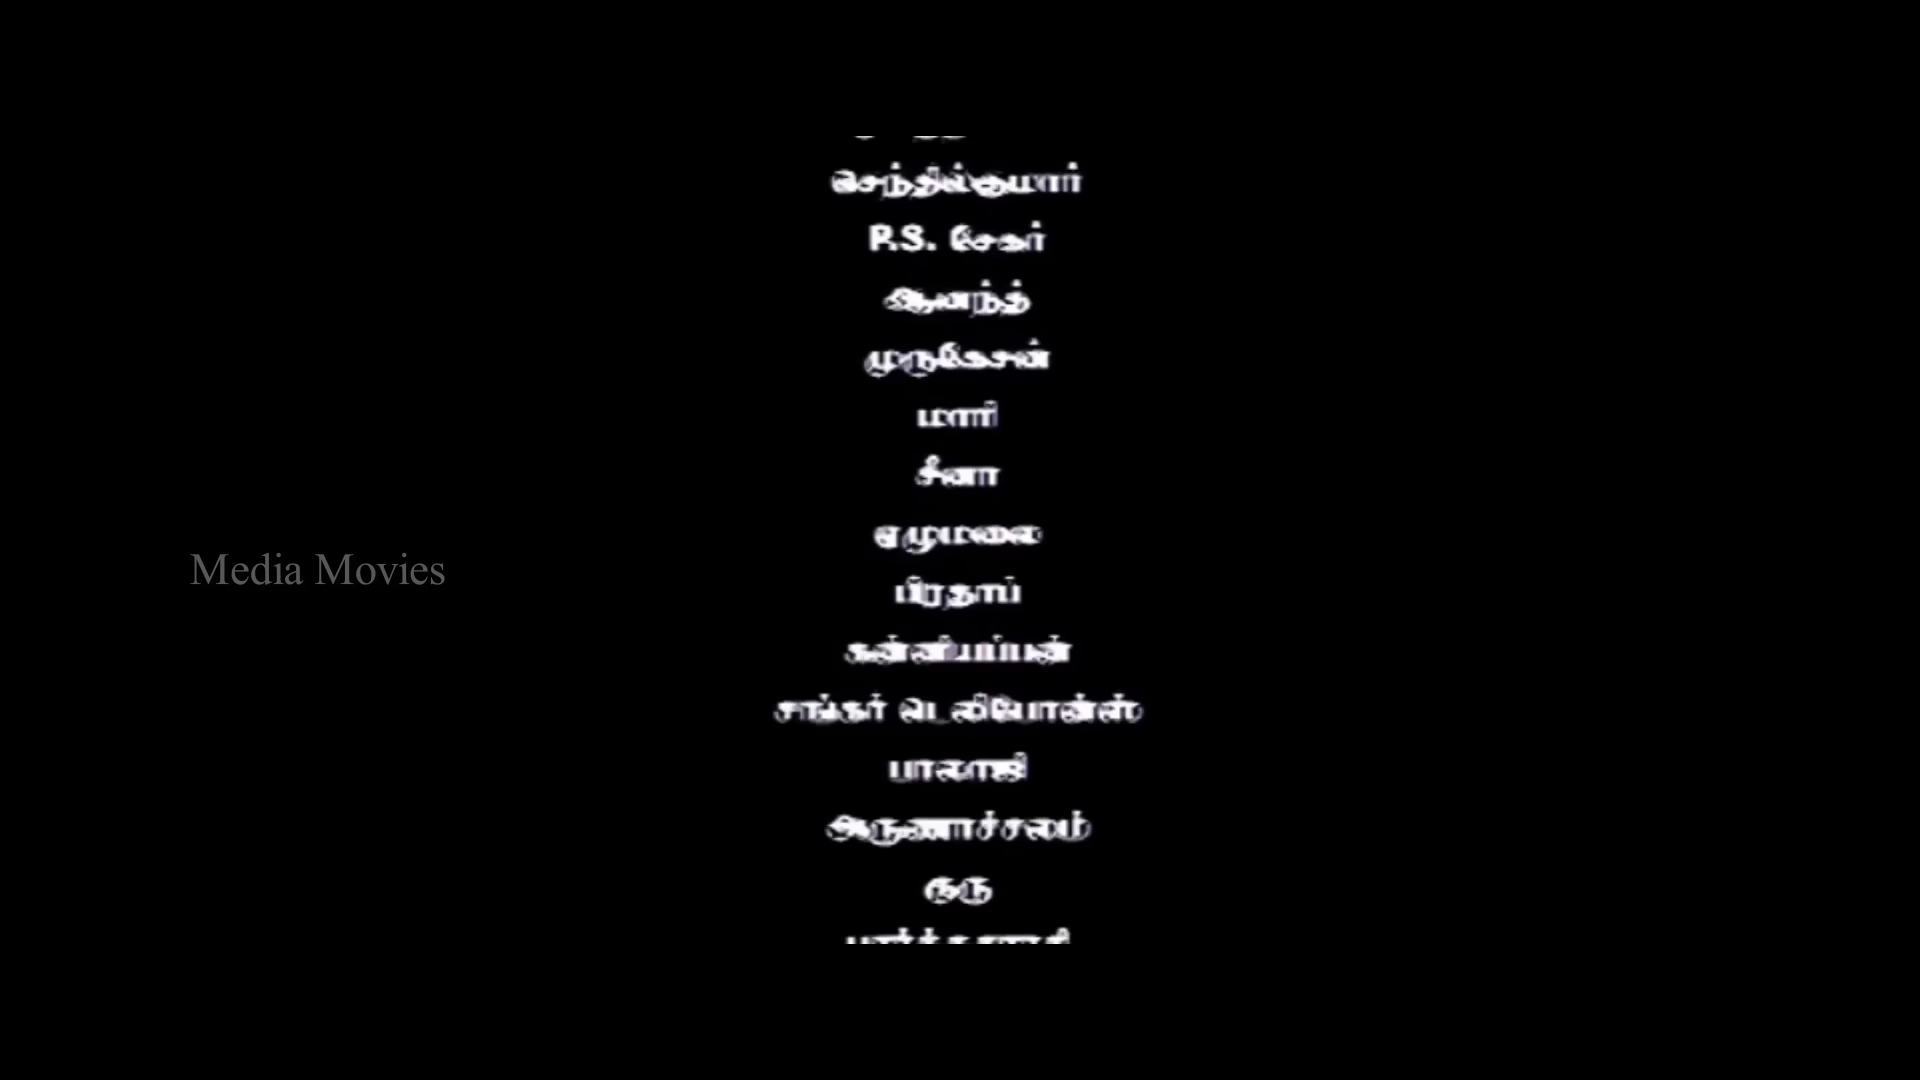 செந்தில்குமார்
P.S. சேகர்
ஆனந்த்
முருகேசன்
மாரி
சீனா
ஏழுமலை
Media Movies
பிரதாப்
கன்னியப்பன்
சங்கர் டெலிபோன்ஸ்
பாலாஜி
அருணாச்சலம்
குரு